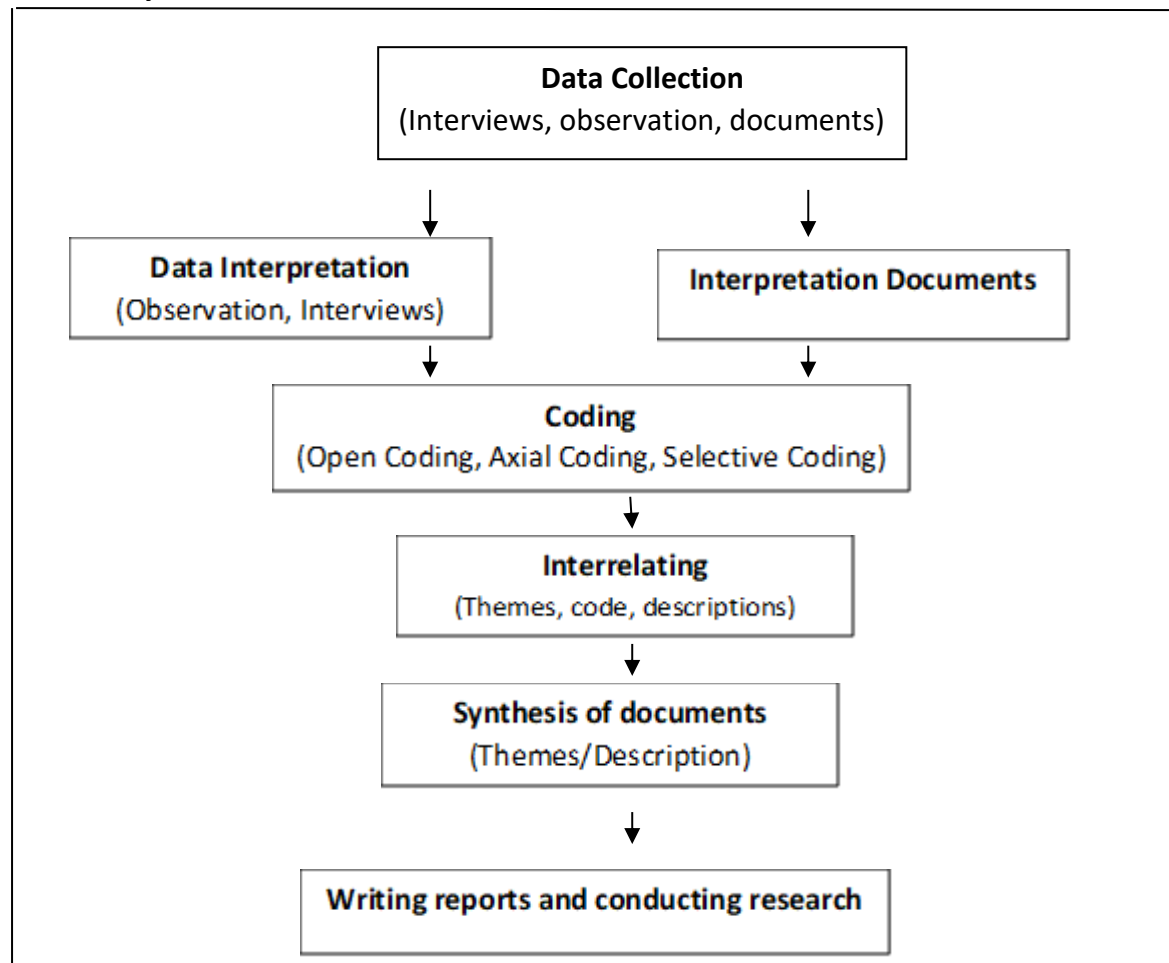 Data Collection
(Interviews, observation, documents)
Data Interpretation
(Observation, Interviews)
Interpretation Documents
Coding
(Open Coding, Axial Coding, Selective Coding)
Interrelating
(Themes, code, descriptions)
Synthesis of documents
(Themes/Description)
Writing reports and conducting research